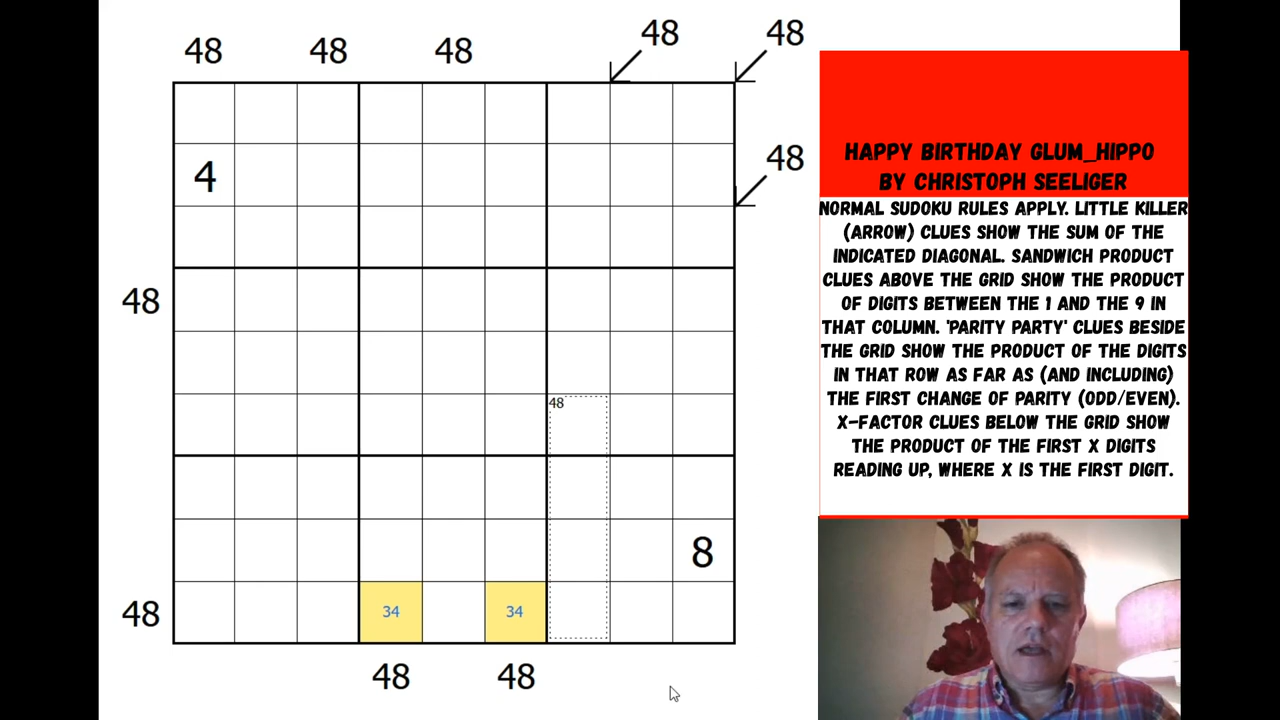 48 48 48 48 48
HAPPY BIRTHDAY GLUM_HIPPO
BY CHRISTOPH SEELIGER
4
48
NORMAL SUDOKU RULES APPLY. LITTLE KILLER
(ARROW) CLUES SHOW THE SUM OF THE
INDICATED DIAGONAL. SANDWICH PRODUCT
CLUES ABOVE THE GRID SHOW THE PRODUCT
OF DIGITS BETWEEN THE 1 AND THE 9 IN
THAT COLUMN. 'PARITY PARTY' CLUES BESIDE
THE GRID SHOW THE PRODUCT OF THE DIGITS
IN THAT ROW AS FAR AS (AND INCLUDING)
THE FIRST CHANGE OF PARITY (ODD/EVEN).
X-FACTOR CLUES BELOW THE GRID SHOW
THE PRODUCT OF THE FIRST X DIGITS
READING UP, WHERE X IS THE FIRST DIGIT.
48
48
8
48 34 34
48 48